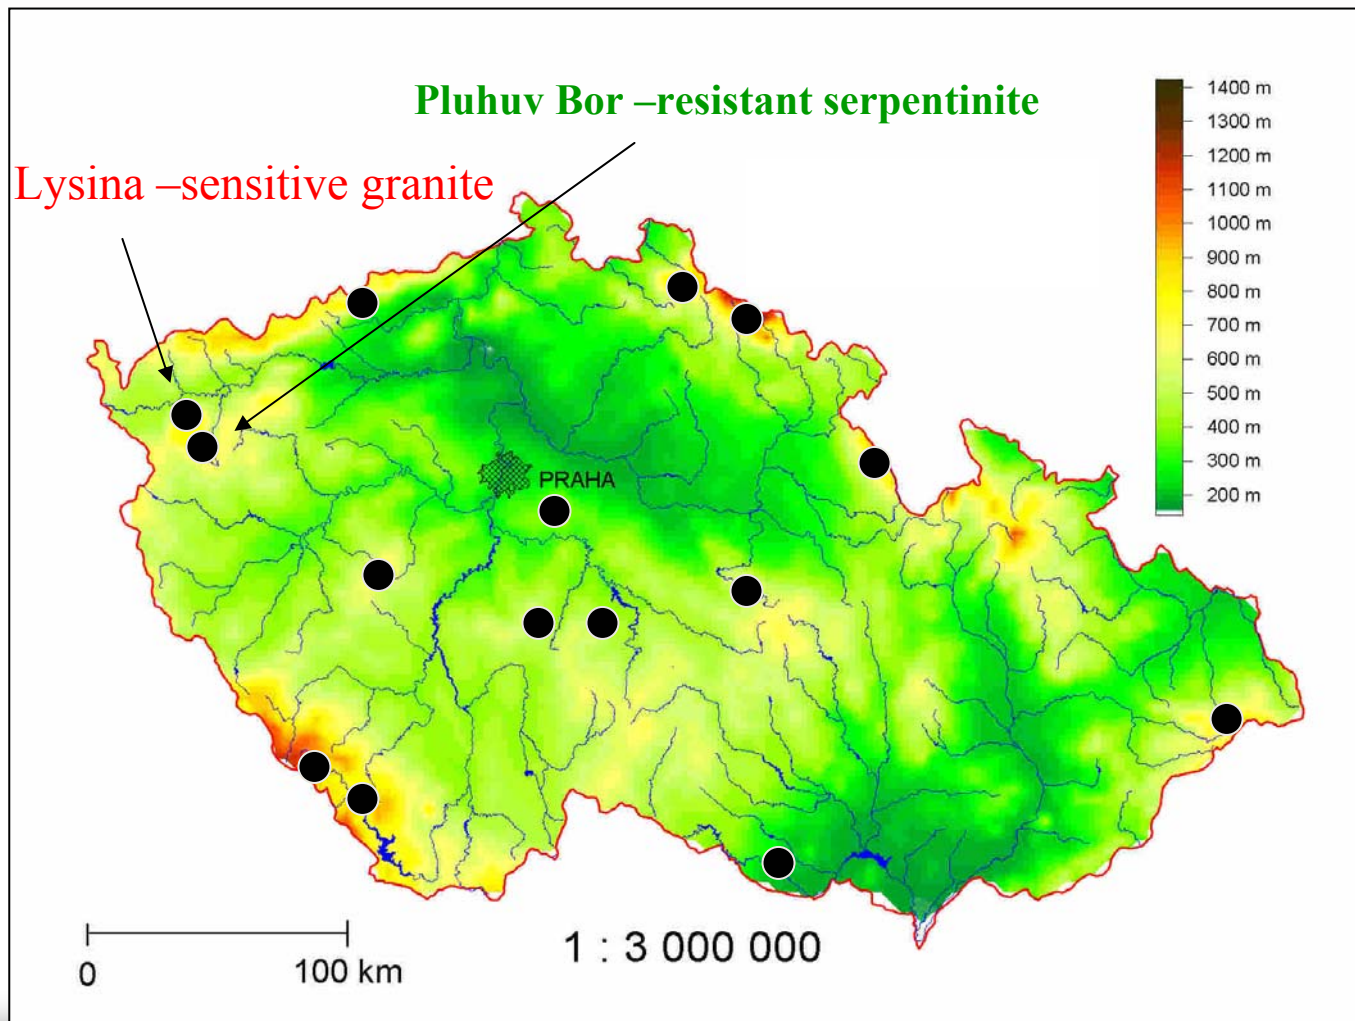 Pluhuv Bor –resistant serpentinite
Lysina –sensitive granite
1400 m
1300 m
1200 m
1100 m
1000 m
900 m
800 m
700 m
600 m
500 m
400 m
300 m
200 m
PRAHA
0
100 km
1 : 3 000 000